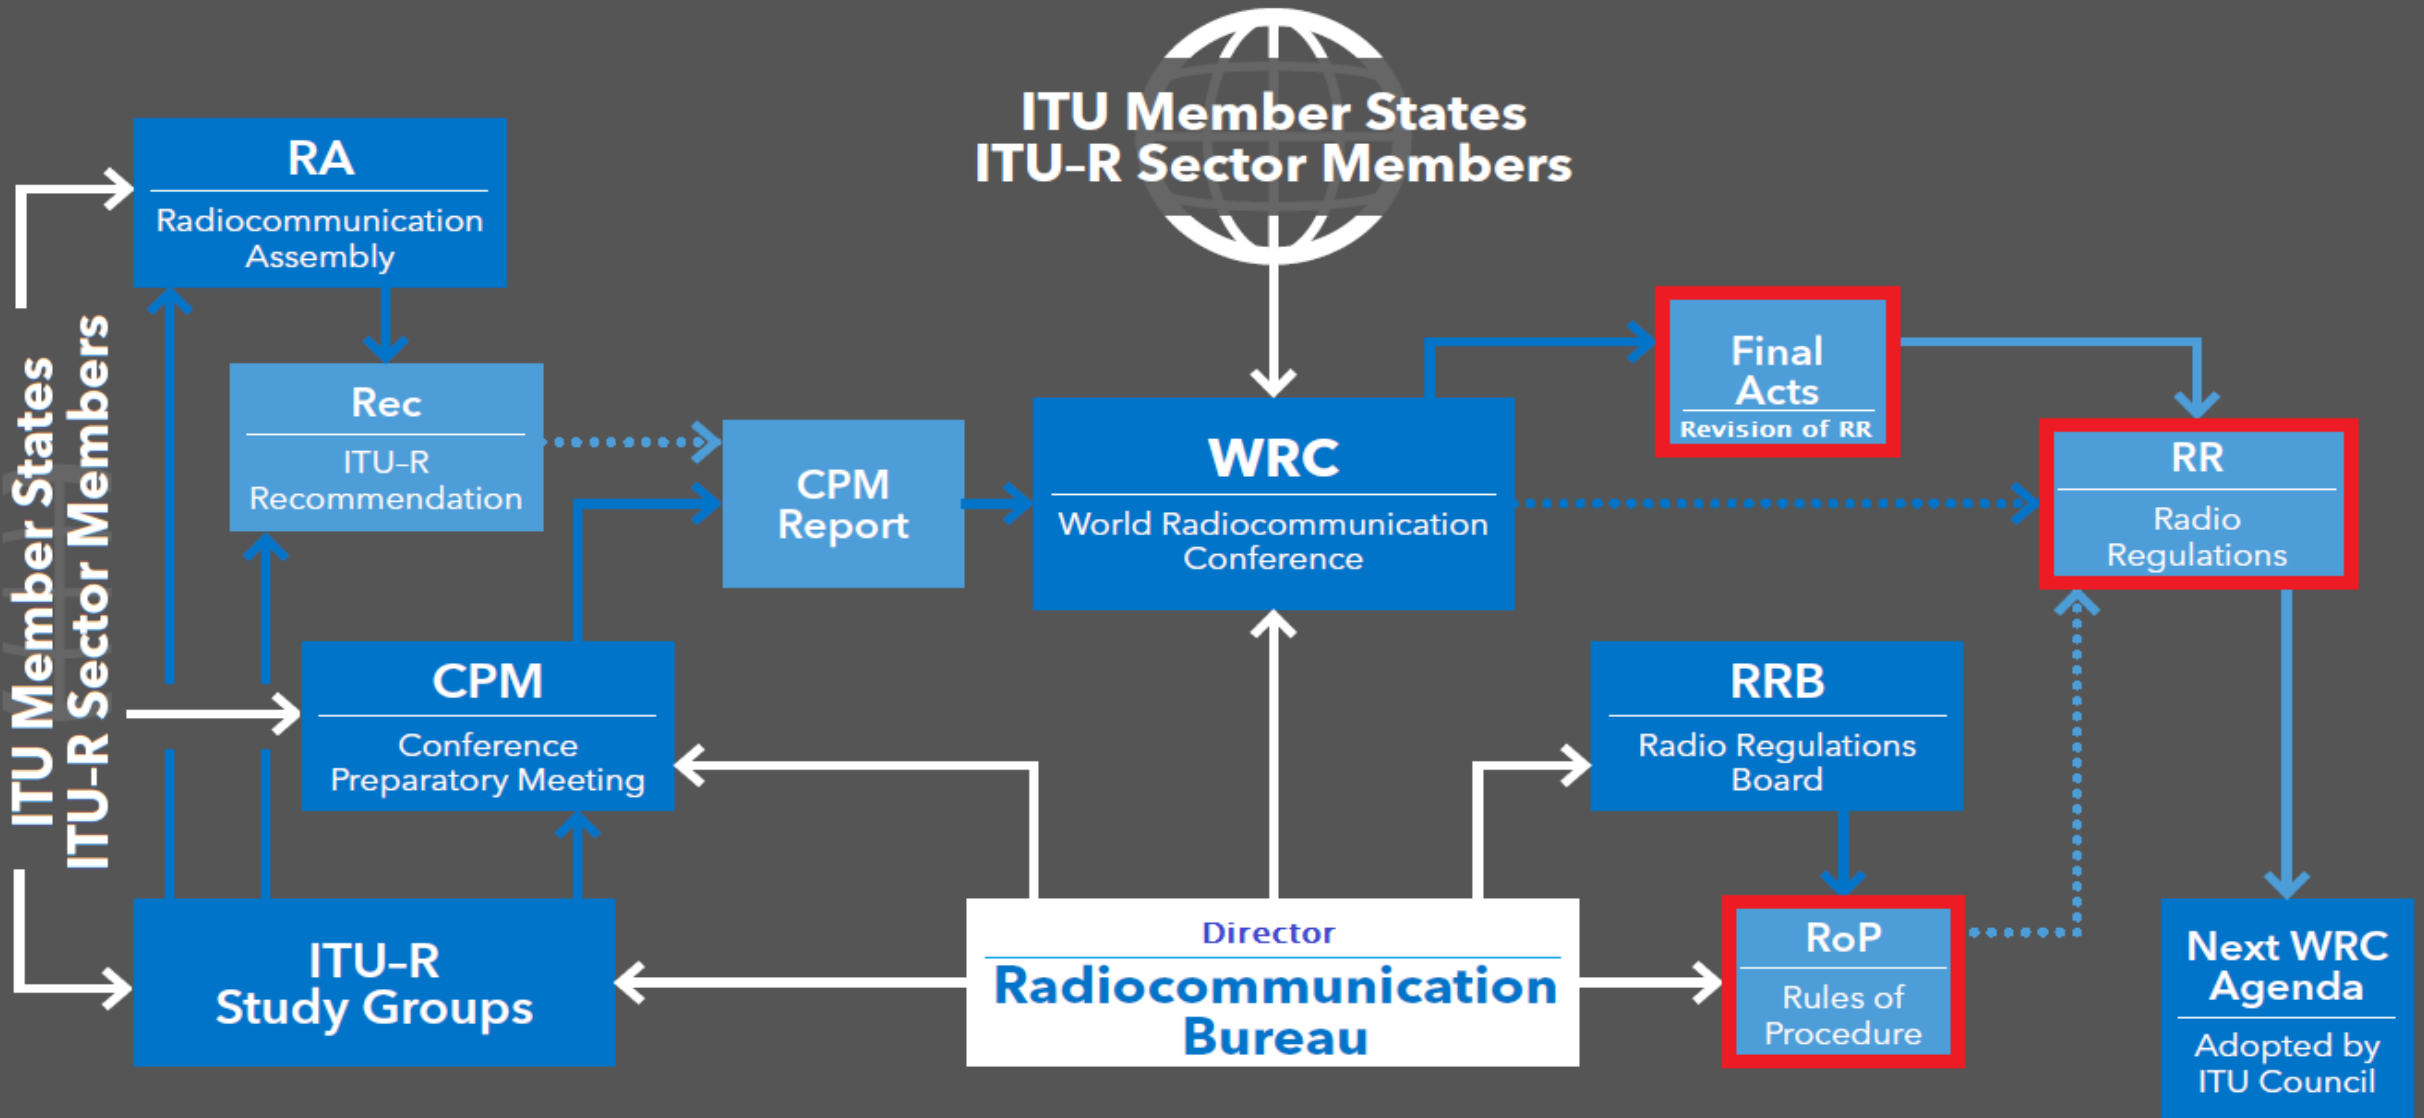 ITU Member States
ITU-R Sector Members
RA
Radiocommunication
Assembly
ITU Member States
ITU-R Sector Members
Rec
ITU-R
Recommendation
CPM
Report
WRC
World Radiocommunication
Conference
Final
Acts
Revision of RR
RR
Radio
Regulations
CPM
Conference
Preparatory Meeting
RRB
Radio Regulations
Board
ITU-R
Study Groups
Director
Radiocommunication
Bureau
RoP
Rules of
Procedure
Next WRC
Agenda
Adopted by
ITU Council